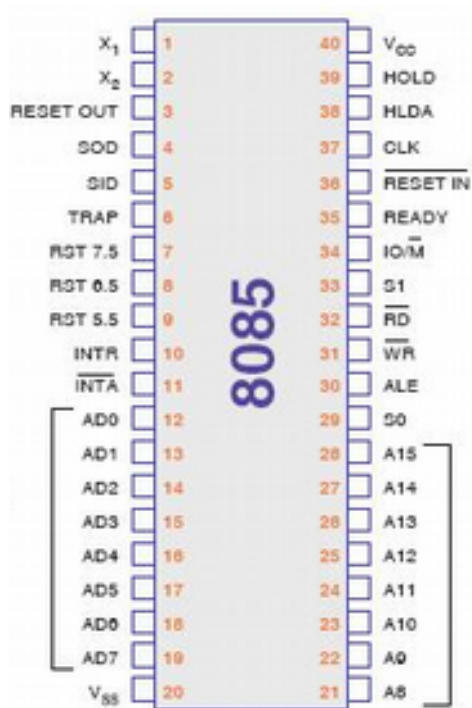 X1 1 40 VCC
X2 2 39 HOLD
RESET OUT 3 38 HLDA
SOD 4 37 CLK
SID 5 36 RESET IN
TRAP 6 35 READY
RST 7.5 7 34 IO/M
RST 6.5 8 33 S1
RST 5.5 9 32 RD
INTR 10 31 WR
INTA 11 30 ALE
AD0 12 29 S0
AD1 13 28 A15
AD2 14 27 A14
AD3 15 26 A13
AD4 16 25 A12
AD5 17 24 A11
AD6 18 23 A10
AD7 19 22 A9
VSS 20 21 A8
8085